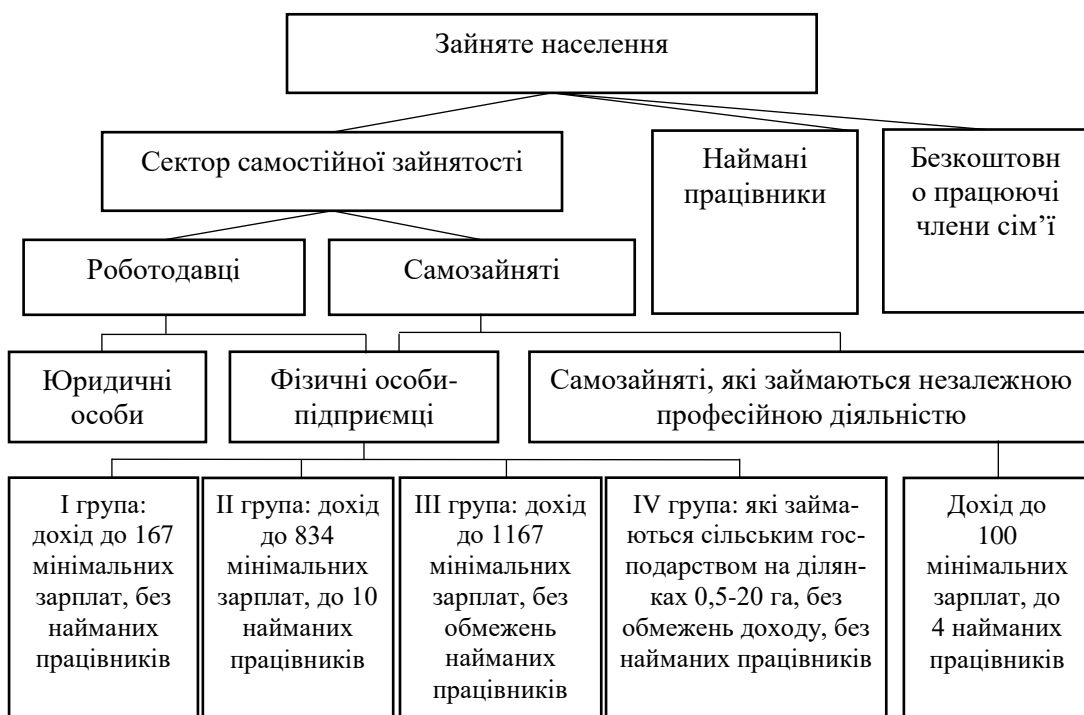 Зайняте населення
Сектор самостійної зайнятості
Наймані
працівники
Безкоштовн
о працюючі
члени сім’ї
Роботодавці
Самозайняті
Юридичні
особи
Фізичні особи-
підприємці
Самозайняті, які займаються незалежною
професійною діяльністю
І група:
дохід до 167
мінімальних
зарплат, без
найманих
працівників
ІІ група: дохід
до 834
мінімальних
зарплат, до 10
найманих
працівників
ІІІ група: дохід
до 1167
мінімальних
зарплат, без
обмежень
найманих
працівників
IV група: які займа-
ються сільським гос-
подарством на ділян-
ках 0,5-20 га, без
обмежень доходу, без
найманих працівників
Дохід до
100
мінімальних
зарплат, до
4 найманих
працівників